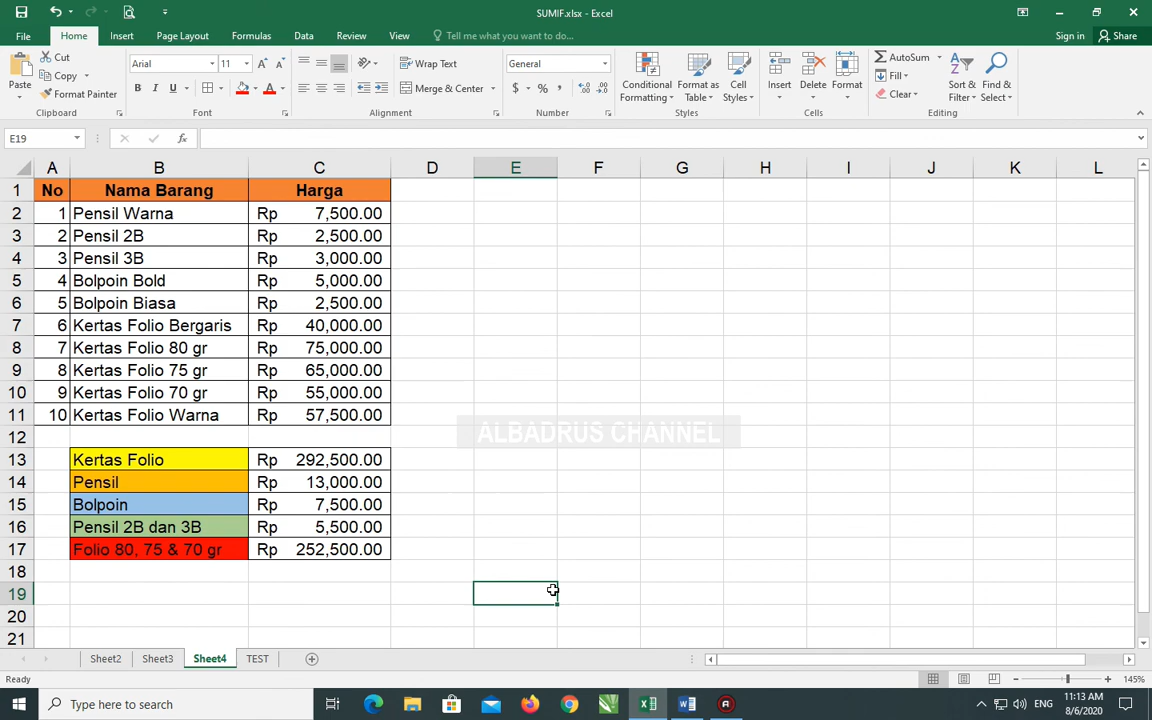 SUMIF.xlsx - Excel
Sign in
Share
File
Home
Insert
Page Layout
Formulas
Data
Review
View
Tell me what you want to do...
Cut
Copy
Format Painter
Paste
Clipboard
Arial
11
B I U
Font
Wrap Text
Merge & Center
Alignment
General
$ % ,
Number
Conditional Formatting
Format as Table
Cell Styles
Styles
Insert
Delete
Format
Cells
AutoSum
Fill
Clear
Sort & Filter
Find & Select
Editing
E19
fx
A B C D E F G H I J K L
1 No Nama Barang Harga
2 1 Pensil Warna Rp 7,500.00
3 2 Pensil 2B Rp 2,500.00
4 3 Pensil 3B Rp 3,000.00
5 4 Bolpoin Bold Rp 5,000.00
6 5 Bolpoin Biasa Rp 2,500.00
7 6 Kertas Folio Bergaris Rp 40,000.00
8 7 Kertas Folio 80 gr Rp 75,000.00
9 8 Kertas Folio 75 gr Rp 65,000.00
10 9 Kertas Folio 70 gr Rp 55,000.00
11 10 Kertas Folio Warna Rp 57,500.00
12
ALBADRUS CHANNEL
13 Kertas Folio Rp 292,500.00
14 Pensil Rp 13,000.00
15 Bolpoin Rp 7,500.00
16 Pensil 2B dan 3B Rp 5,500.00
17 Folio 80, 75 & 70 gr Rp 252,500.00
18
19
20
21
Sheet2 Sheet3 Sheet4 TEST
Ready
145%
Type here to search
ENG
11:13 AM
8/6/2020